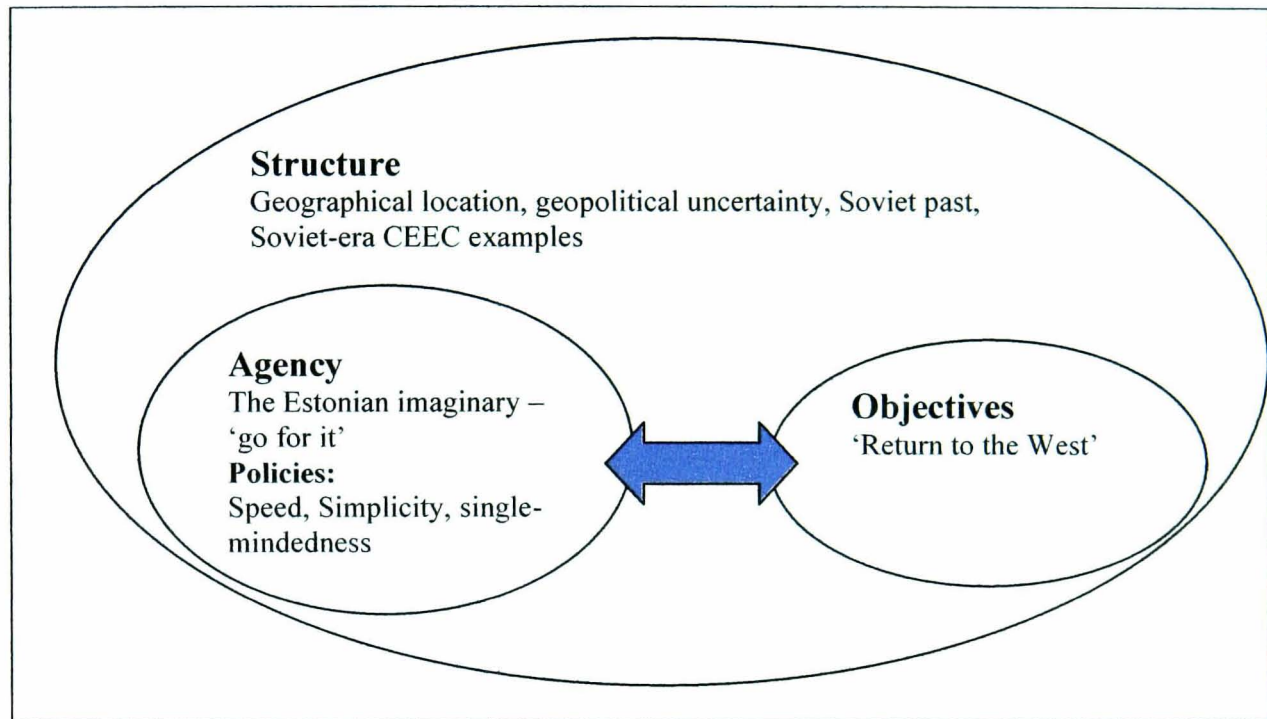 Structure
Geographical location, geopolitical uncertainty, Soviet past,
Soviet-era CEEC examples
Agency
The Estonian imaginary –
‘go for it’
Policies:
Speed, Simplicity, single-
mindedness
Objectives
‘Return to the West’